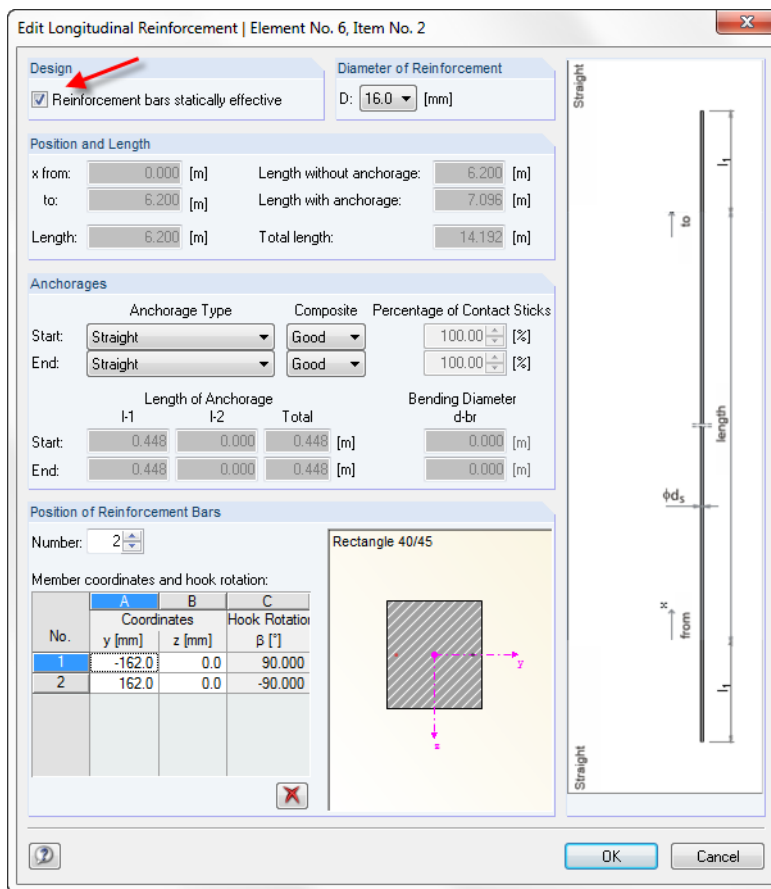 Edit Longitudinal Reinforcement | Element No. 6, Item No. 2
Design
Reinforcement bars statically effective
Diameter of Reinforcement
D: 16.0 [mm]
Position and Length
x from: 0.000 [m] Length without anchorage: 6.200 [m]
to: 6.200 [m] Length with anchorage: 7.096 [m]
Length: 6.200 [m] Total length: 14.192 [m]
Anchorages
Anchorage Type Composite Percentage of Contact Sticks
Start: Straight Good 100.00 [%]
End: Straight Good 100.00 [%]
Length of Anchorage Bending Diameter
l-1 l-2 Total d-br
Start: 0.448 0.000 0.448 [m] 0.000 [m]
End: 0.448 0.000 0.448 [m] 0.000 [m]
Position of Reinforcement Bars
Number: 2
Member coordinates and hook rotation:
A B C
Coordinates Hook Rotation
No. y [mm] z [mm] β [°]
1 -162.0 0.0 90.000
2 162.0 0.0 -90.000
Rectangle 40/45
y
z
Straight
l1
to
length
ϕds
x
from
l1
Straight
OK Cancel